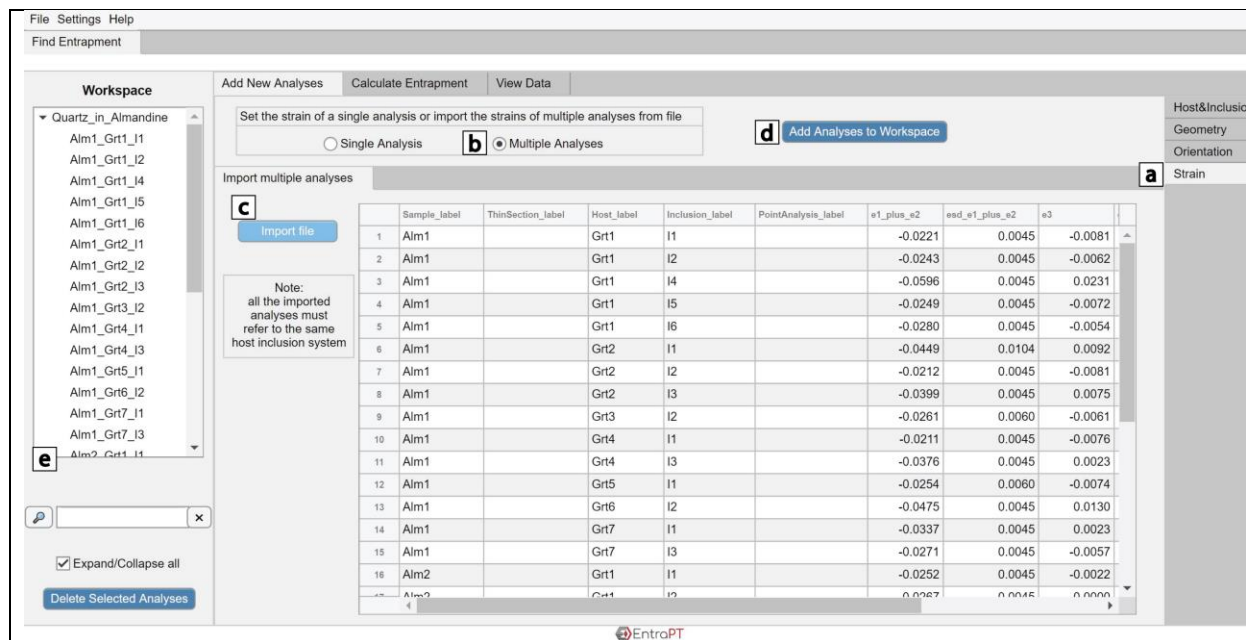 File Settings Help
Find Entrapment
Workspace
Quartz_in_Almandine
Alm1_Grt1_I1
Alm1_Grt1_I2
Alm1_Grt1_I4
Alm1_Grt1_I5
Alm1_Grt1_I6
Alm1_Grt2_I1
Alm1_Grt2_I2
Alm1_Grt2_I3
Alm1_Grt3_I2
Alm1_Grt4_I1
Alm1_Grt4_I3
Alm1_Grt5_I1
Alm1_Grt6_I2
Alm1_Grt7_I1
Alm1_Grt7_I3
Alm2_Grt1_I1
e
x
Expand/Collapse all
Delete Selected Analyses
Add New Analyses Calculate Entrapment View Data
Set the strain of a single analysis or import the strains of multiple analyses from file
Single Analysis b Multiple Analyses
d Add Analyses to Workspace
Import multiple analyses
c
Import file
Note:
all the imported
analyses must
refer to the same
host inclusion system
Sample_label ThinSection_label Host_label Inclusion_label PointAnalysis_label e1_plus_e2 esd_e1_plus_e2 e3
1 Alm1 Grt1 I1 -0.0221 0.0045 -0.0081
2 Alm1 Grt1 I2 -0.0243 0.0045 -0.0062
3 Alm1 Grt1 I4 -0.0596 0.0045 0.0231
4 Alm1 Grt1 I5 -0.0249 0.0045 -0.0072
5 Alm1 Grt1 I6 -0.0280 0.0045 -0.0054
6 Alm1 Grt2 I1 -0.0449 0.0104 0.0092
7 Alm1 Grt2 I2 -0.0212 0.0045 -0.0081
8 Alm1 Grt2 I3 -0.0399 0.0045 0.0075
9 Alm1 Grt3 I2 -0.0261 0.0060 -0.0061
10 Alm1 Grt4 I1 -0.0211 0.0045 -0.0076
11 Alm1 Grt4 I3 -0.0376 0.0045 0.0023
12 Alm1 Grt5 I1 -0.0254 0.0060 -0.0074
13 Alm1 Grt6 I2 -0.0475 0.0045 0.0130
14 Alm1 Grt7 I1 -0.0337 0.0045 0.0023
15 Alm1 Grt7 I3 -0.0271 0.0045 -0.0057
16 Alm2 Grt1 I1 -0.0252 0.0045 -0.0022
Host&Inclusio
Geometry
Orientation
a Strain
EntraPT